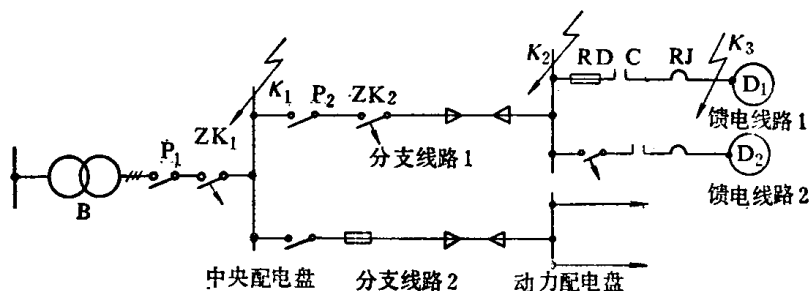 K₁
P₂
ZK₂
K₂
RD
C
RJ
K₃
D₁
馈电线路1
P₁
ZK₁
分支线路1
D₂
馈电线路2
B
中央配电盘
分支线路2
动力配电盘